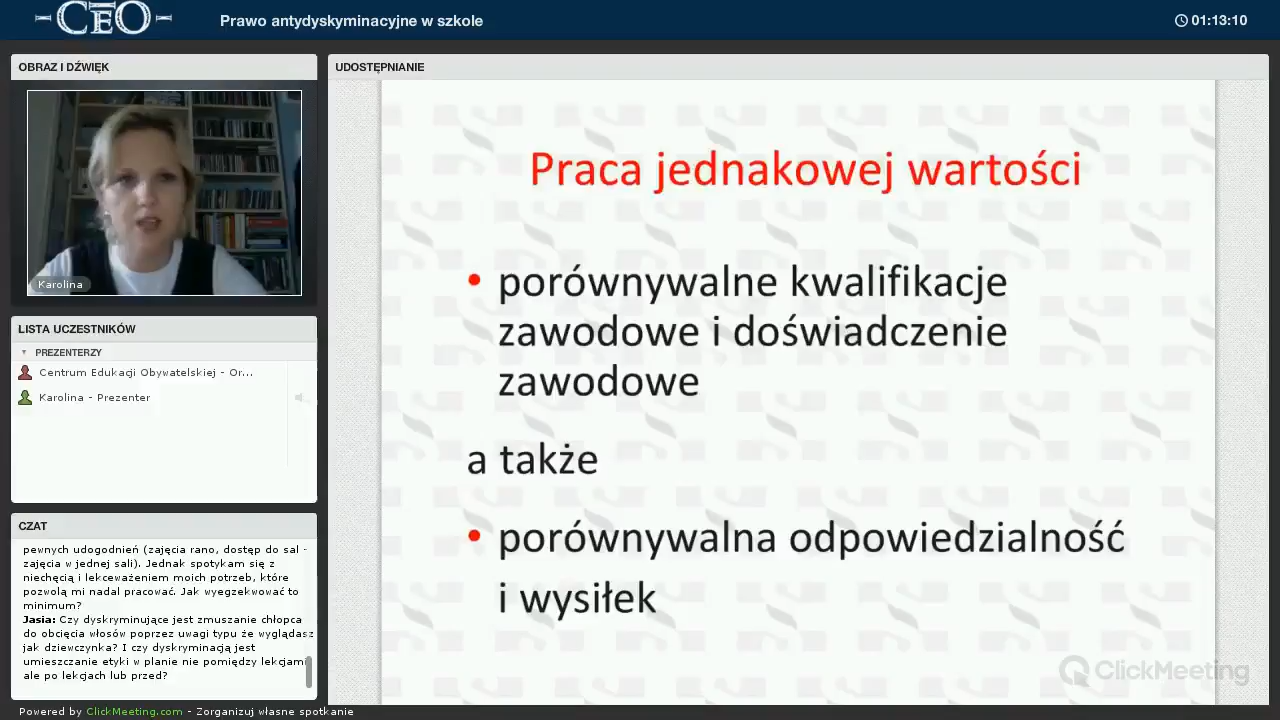 CEO
Prawo antydyskyminacyjne w szkole
01:13:10
OBRAZ I DŹWIĘK
Karolina
LISTA UCZESTNIKÓW
PREZENTERZY
Centrum Edukacji Obywatelskiej - Or...
Karolina - Prezenter
CZAT
pewnych udogodnień (zajęcia rano, dostęp do sal -
zajęcia w jednej sali). Jednak spotykam się z
niechęcią i lekceważeniem moich potrzeb, które
pozwolą mi nadal pracować. Jak wyegzekwować to
minimum?
Jasia: Czy dyskryminujące jest zmuszanie chłopca
do obcięcia włosów poprzez uwagi typu że wyglądasz
jak dziewczynka? I czy dyskryminacją jest
umieszczanie etyki w planie nie pomiędzy lekcjami
ale po lekcjach lub przed?
Powered by ClickMeeting.com - Zorganizuj własne spotkanie
UDOSTĘPNIANIE
Praca jednakowej wartości
• porównywalne kwalifikacje
zawodowe i doświadczenie
zawodowe
a także
• porównywalna odpowiedzialność
i wysiłek
ClickMeeting